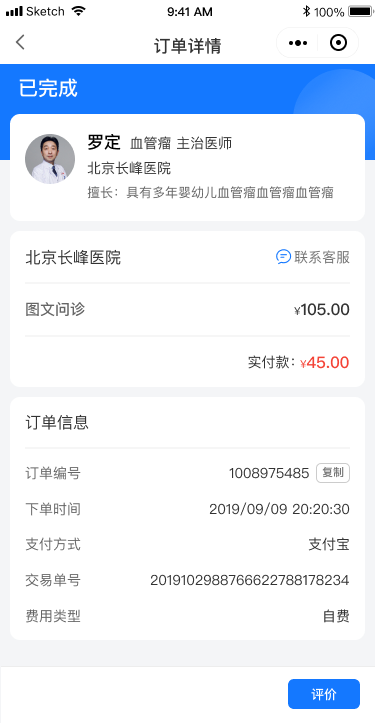 Sketch
9:41 AM
100%
订单详情
已完成
罗定 血管瘤 主治医师
北京长峰医院
擅长：具有多年婴幼儿血管瘤血管瘤血管瘤
北京长峰医院 联系客服
图文问诊 ¥105.00
实付款：¥45.00
订单信息
订单编号 1008975485 复制
下单时间 2019/09/09 20:20:30
支付方式 支付宝
交易单号 2019102988766622788178234
费用类型 自费
评价